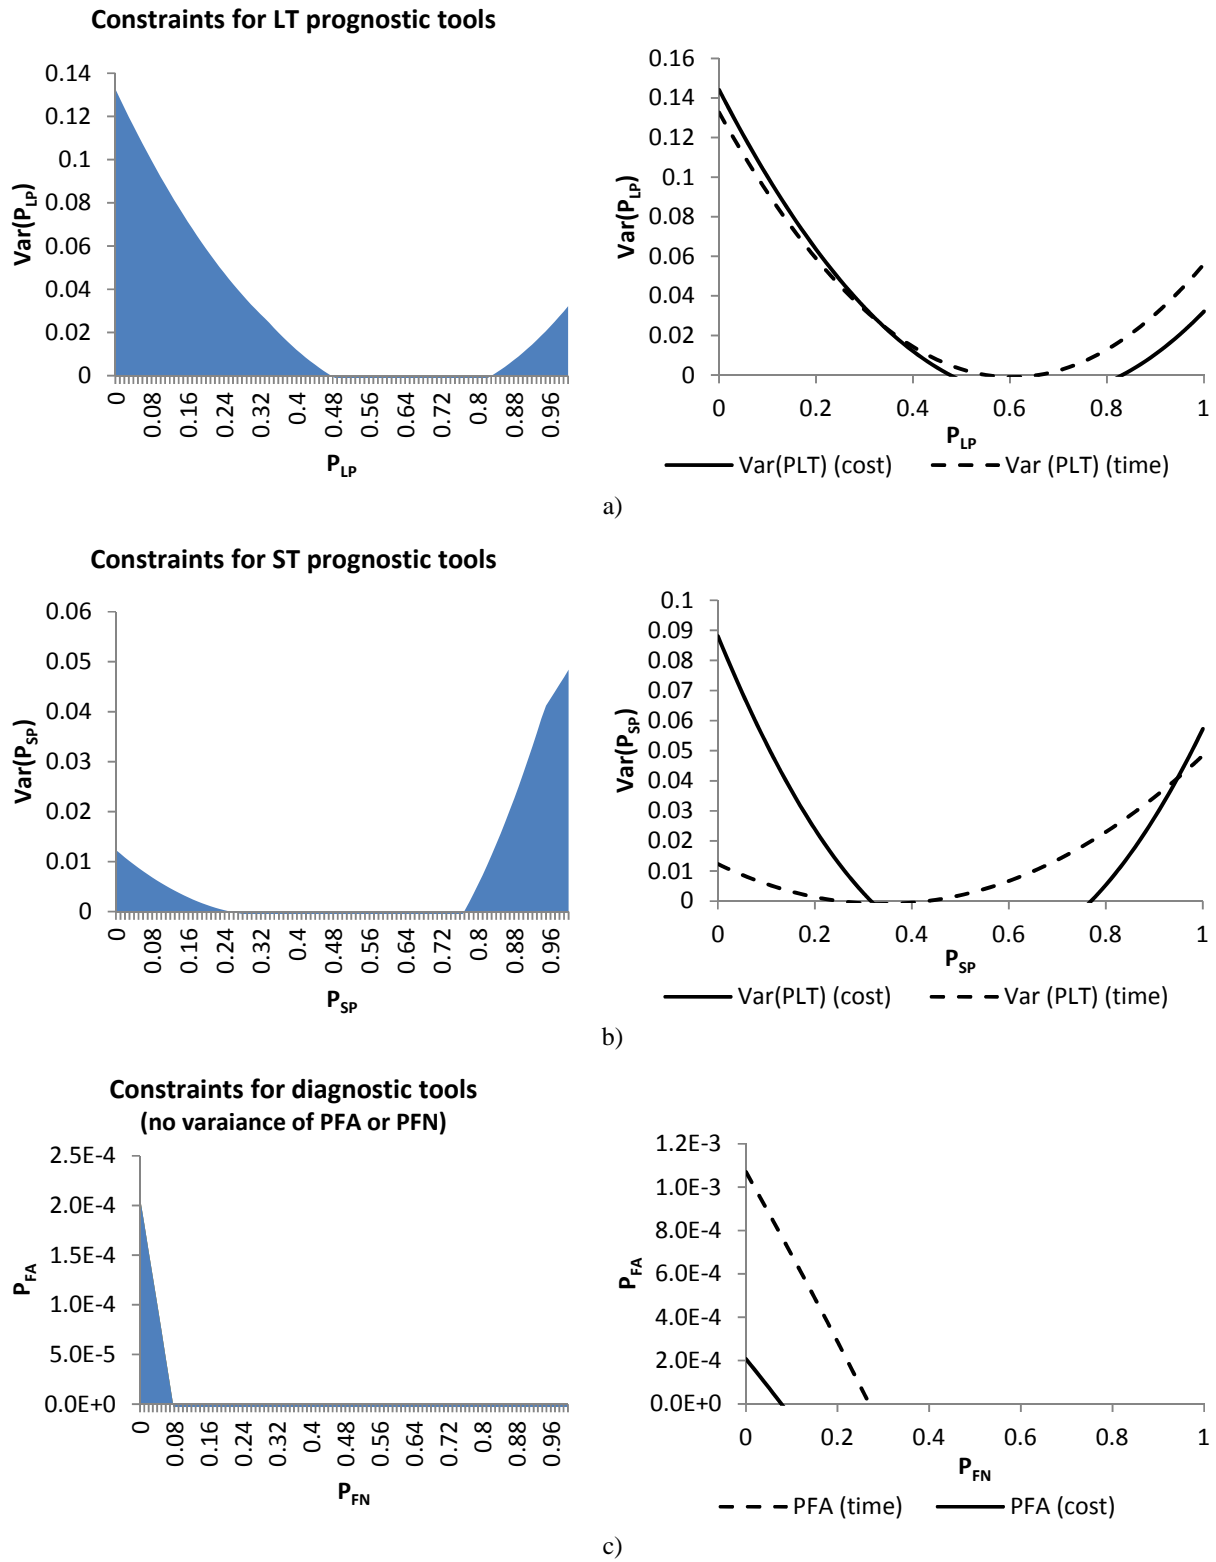 Constraints for LT prognostic tools
0.14
0.12
0.1
0.08
0.06
0.04
0.02
0
Var(PLP)
0 0.08 0.16 0.24 0.32 0.4 0.48 0.56 0.64 0.72 0.8 0.88 0.96
PLP
0.16
0.14
0.12
0.1
0.08
0.06
0.04
0.02
0
Var(PLP)
0 0.2 0.4 0.6 0.8 1
PLP
Var(PLT) (cost) Var (PLT) (time)
a)
Constraints for ST prognostic tools
0.06
0.05
0.04
0.03
0.02
0.01
0
Var(PSP)
0 0.08 0.16 0.24 0.32 0.4 0.48 0.56 0.64 0.72 0.8 0.88 0.96
PSP
0.1
0.09
0.08
0.07
0.06
0.05
0.04
0.03
0.02
0.01
0
Var(PSP)
0 0.2 0.4 0.6 0.8 1
PSP
Var(PLT) (cost) Var (PLT) (time)
b)
Constraints for diagnostic tools
(no varaiance of PFA or PFN)
2.5E-4
2.0E-4
1.5E-4
1.0E-4
5.0E-5
0.0E+0
PFA
0 0.08 0.16 0.24 0.32 0.4 0.48 0.56 0.64 0.72 0.8 0.88 0.96
PFN
1.2E-3
1.0E-3
8.0E-4
6.0E-4
4.0E-4
2.0E-4
0.0E+0
PFA
0 0.2 0.4 0.6 0.8 1
PFN
PFA (time) PFA (cost)
c)